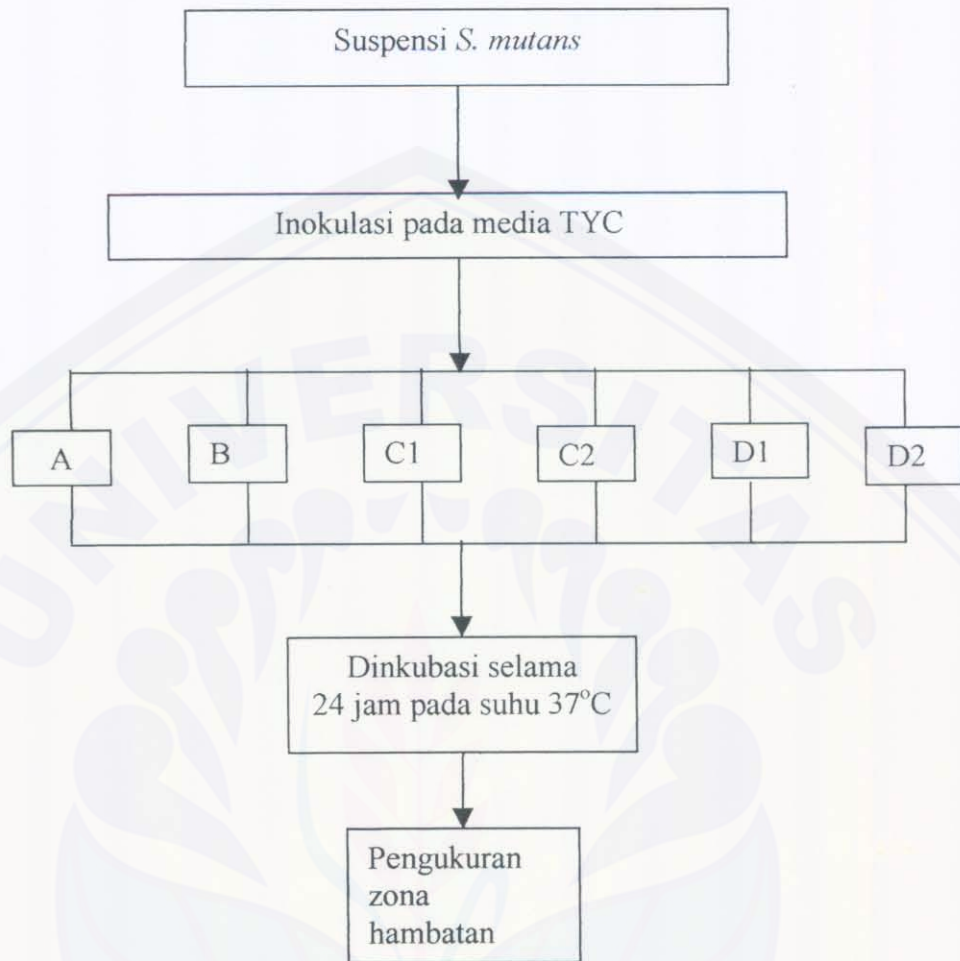 Suspensi S. mutans
Inokulasi pada media TYC
A B C1 C2 D1 D2
UNIVERSITAS
Dinkubasi selama
24 jam pada suhu 37°C
Pengukuran
zona
hambatan